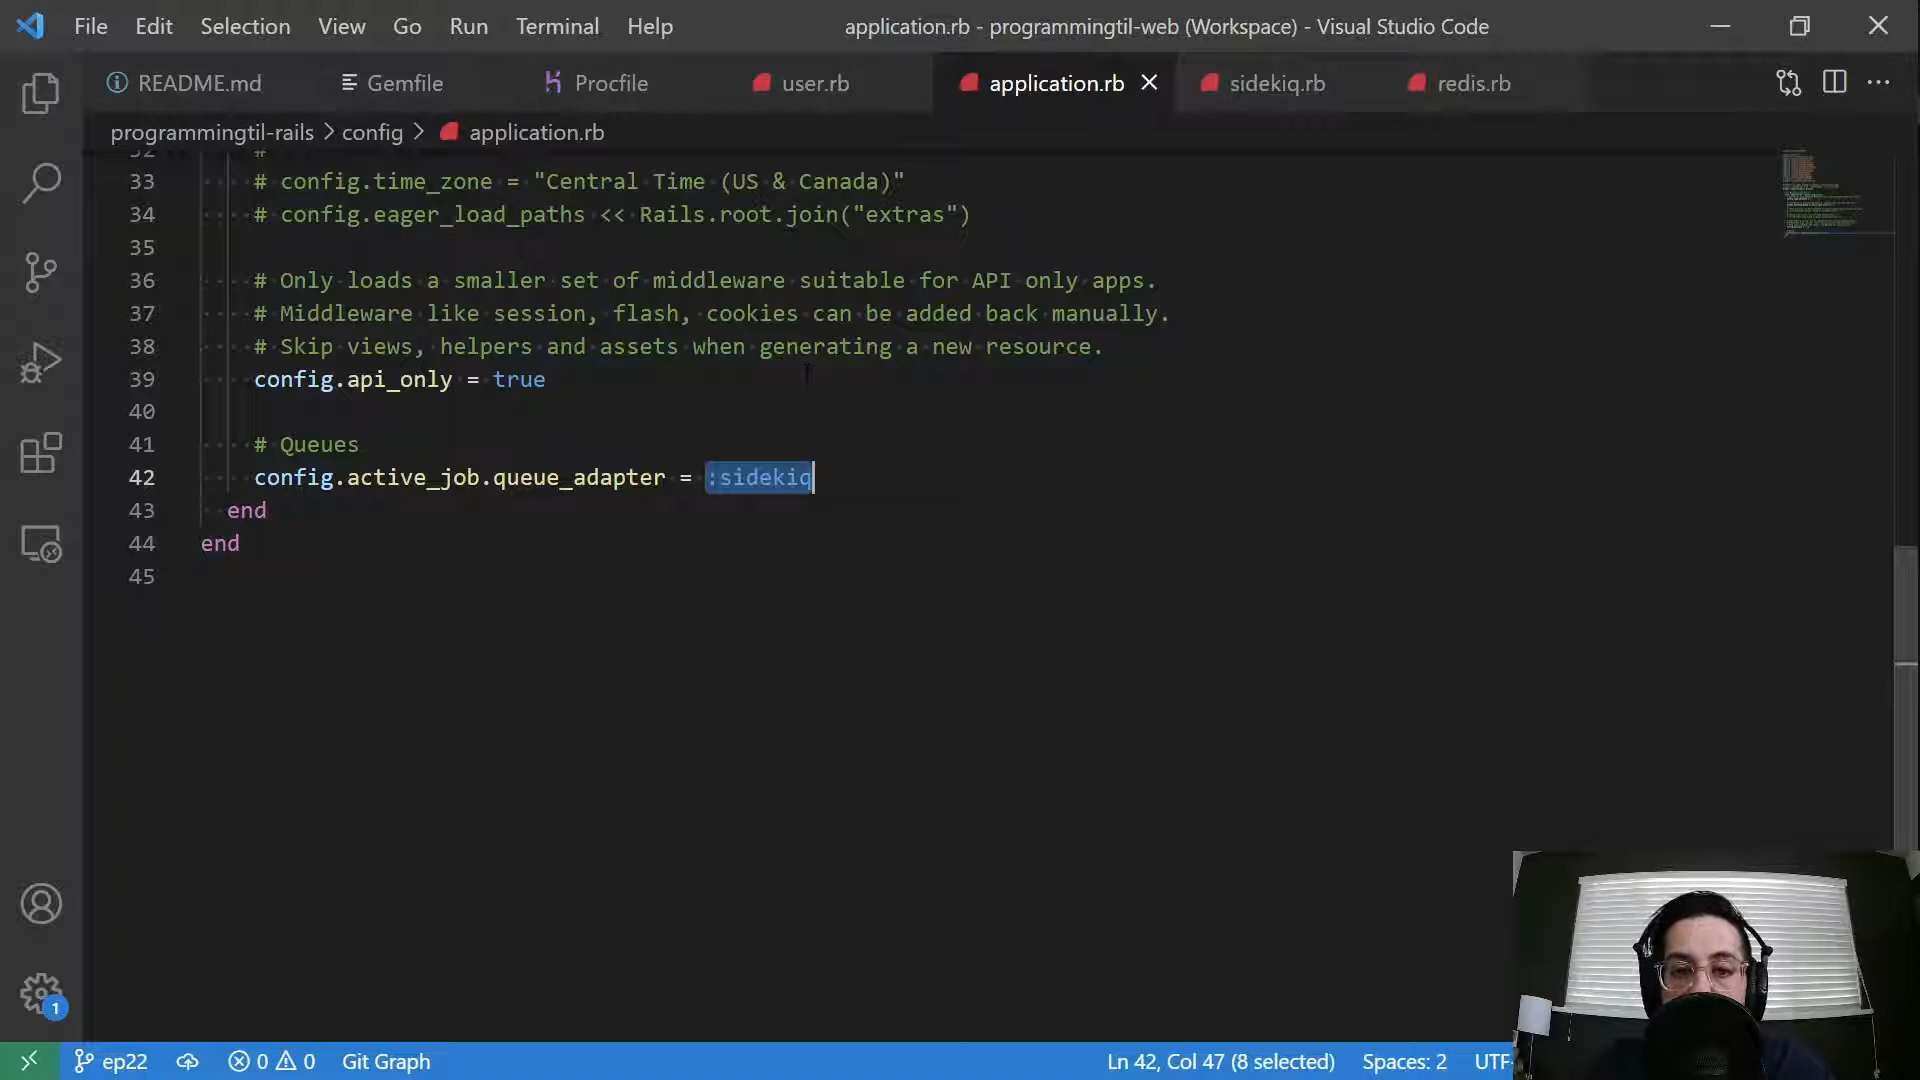 File Edit Selection View Go Run Terminal Help application.rb - programmingtil-web (Workspace) - Visual Studio Code
README.md Gemfile Procfile user.rb application.rb sidekiq.rb redis.rb
programmingtil-rails > config > application.rb
32 #
33 # config.time_zone = "Central Time (US & Canada)"
34 # config.eager_load_paths << Rails.root.join("extras")
35
36 # Only loads a smaller set of middleware suitable for API only apps.
37 # Middleware like session, flash, cookies can be added back manually.
38 # Skip views, helpers and assets when generating a new resource.
39 config.api_only = true
40
41 # Queues
42 config.active_job.queue_adapter = :sidekiq
43 end
44 end
45
1
ep22 0 0 Git Graph Ln 42, Col 47 (8 selected) Spaces: 2 UTF-